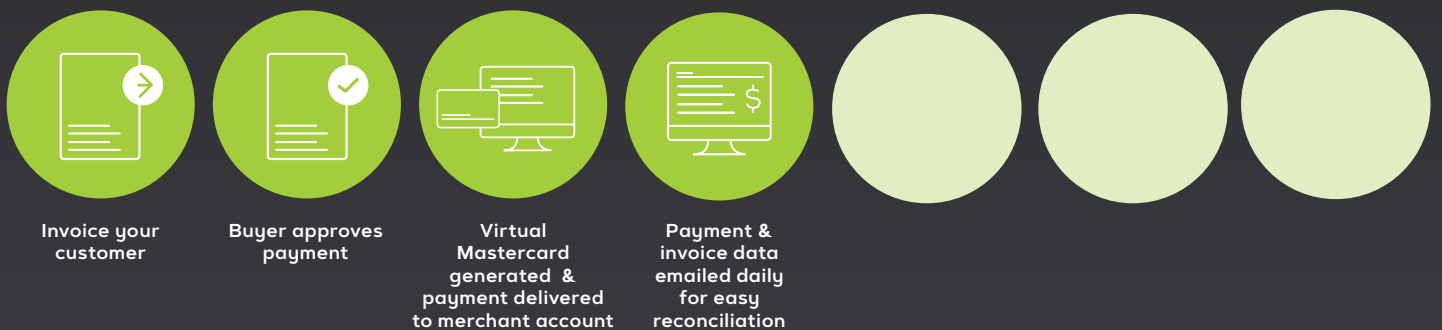 Invoice your
customer
Buyer approves
payment
Virtual
Mastercard
generated &
payment delivered
to merchant account
Payment &
invoice data
emailed daily
for easy
reconciliation
$